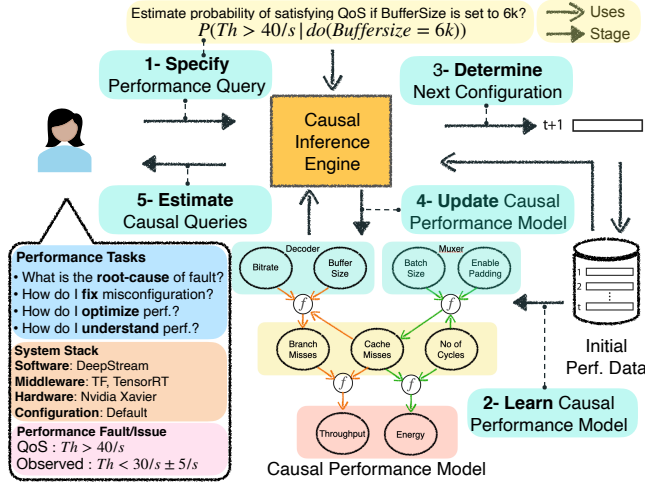 Estimate probability of satisfying QoS if BufferSize is set to 6k?
P(Th > 40/s | do(Buffersize = 6k))
Uses
Stage
1- Specify
Performance Query
3- Determine
Next Configuration
Causal
Inference
Engine
t+1
5- Estimate
Causal Queries
4- Update Causal
Performance Model
Performance Tasks
• What is the root-cause of fault?
• How do I fix misconfiguration?
• How do I optimize perf.?
• How do I understand perf.?
System Stack
Software: DeepStream
Middleware: TF, TensorRT
Hardware: Nvidia Xavier
Configuration: Default
Performance Fault/Issue
QoS : Th > 40/s
Observed : Th < 30/s ± 5/s
Decoder
Muxer
Bitrate
Buffer
Size
Batch
Size
Enable
Padding
f
f
Branch
Misses
Cache
Misses
No of
Cycles
f
f
Throughput
Energy
Causal Performance Model
1
2
⋮
t
Initial
Perf. Data
2- Learn Causal
Performance Model